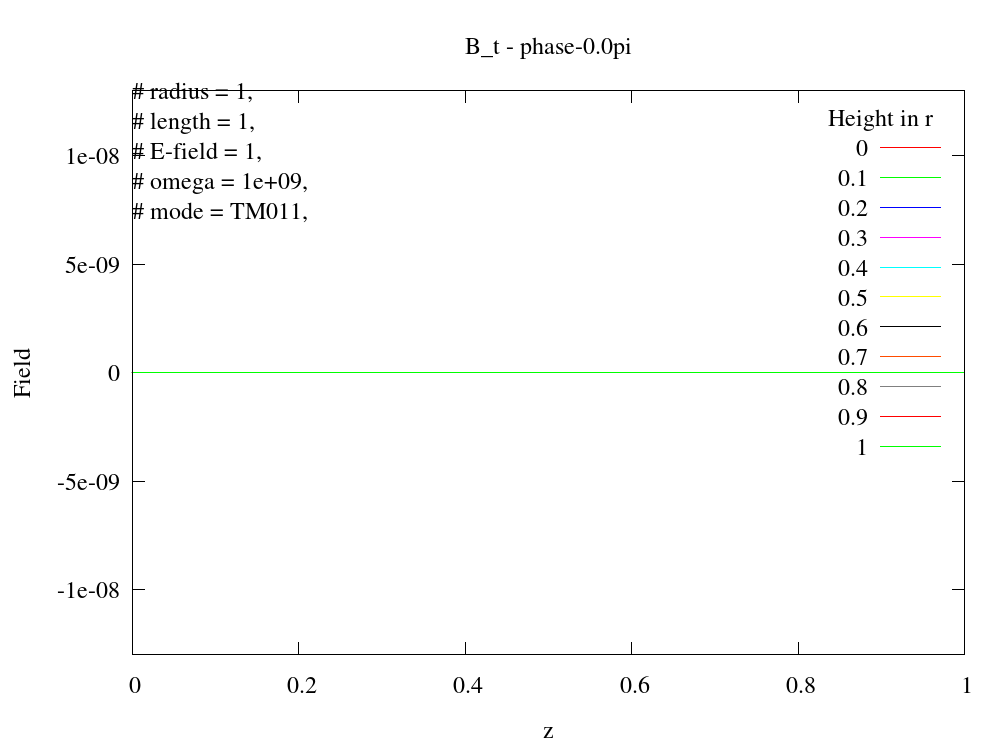 B_t - phase-0.0pi
# radius = 1,
# length = 1,
# E-field = 1,
# omega = 1e+09,
# mode = TM011,
Height in r
0
0.1
0.2
0.3
0.4
0.5
0.6
0.7
0.8
0.9
1
1e-08
5e-09
0
-5e-09
-1e-08
Field
0 0.2 0.4 0.6 0.8 1
z